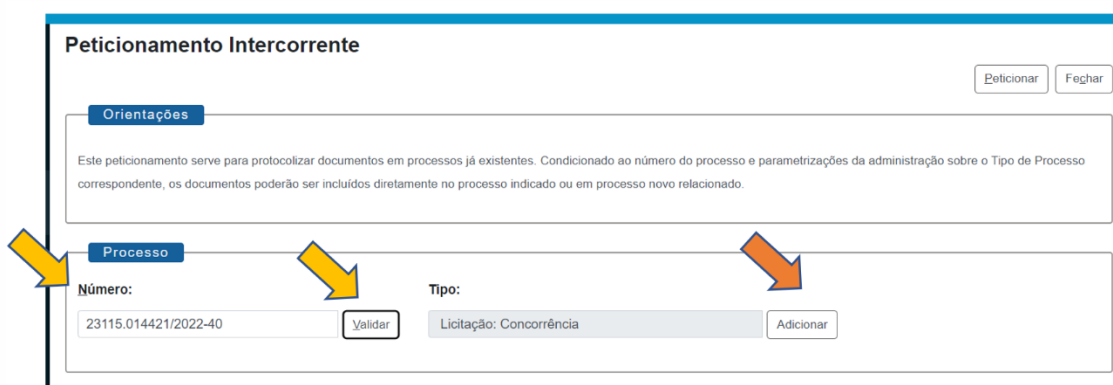 Peticionamento Intercorrente
Peticionar Fechar
Orientações
Este peticionamento serve para protocolizar documentos em processos já existentes. Condicionado ao número do processo e parametrizações da administração sobre o Tipo de Processo
correspondente, os documentos poderão ser incluídos diretamente no processo indicado ou em processo novo relacionado.
Processo
Número: Tipo:
23115.014421/2022-40 Validar Licitação: Concorrência Adicionar